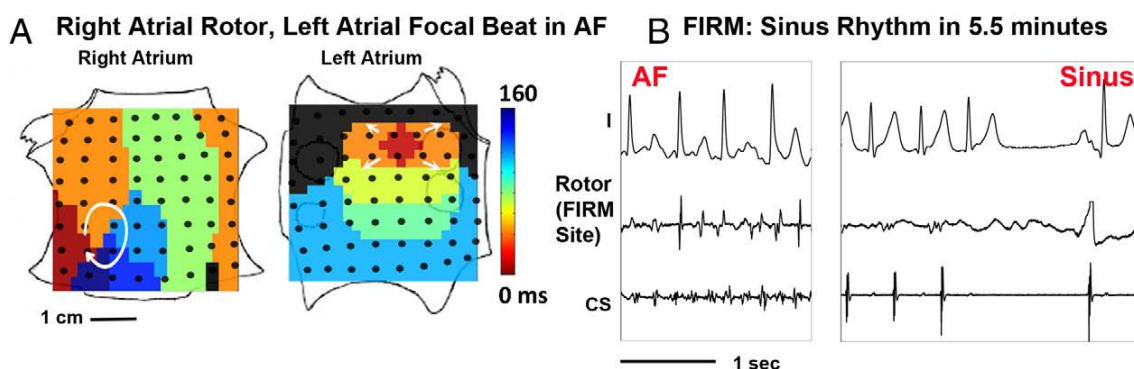 A Right Atrial Rotor, Left Atrial Focal Beat in AF
Right Atrium
Left Atrium
160
0 ms
1 cm
B FIRM: Sinus Rhythm in 5.5 minutes
AF
Sinus
I
Rotor
(FIRM
Site)
CS
1 sec